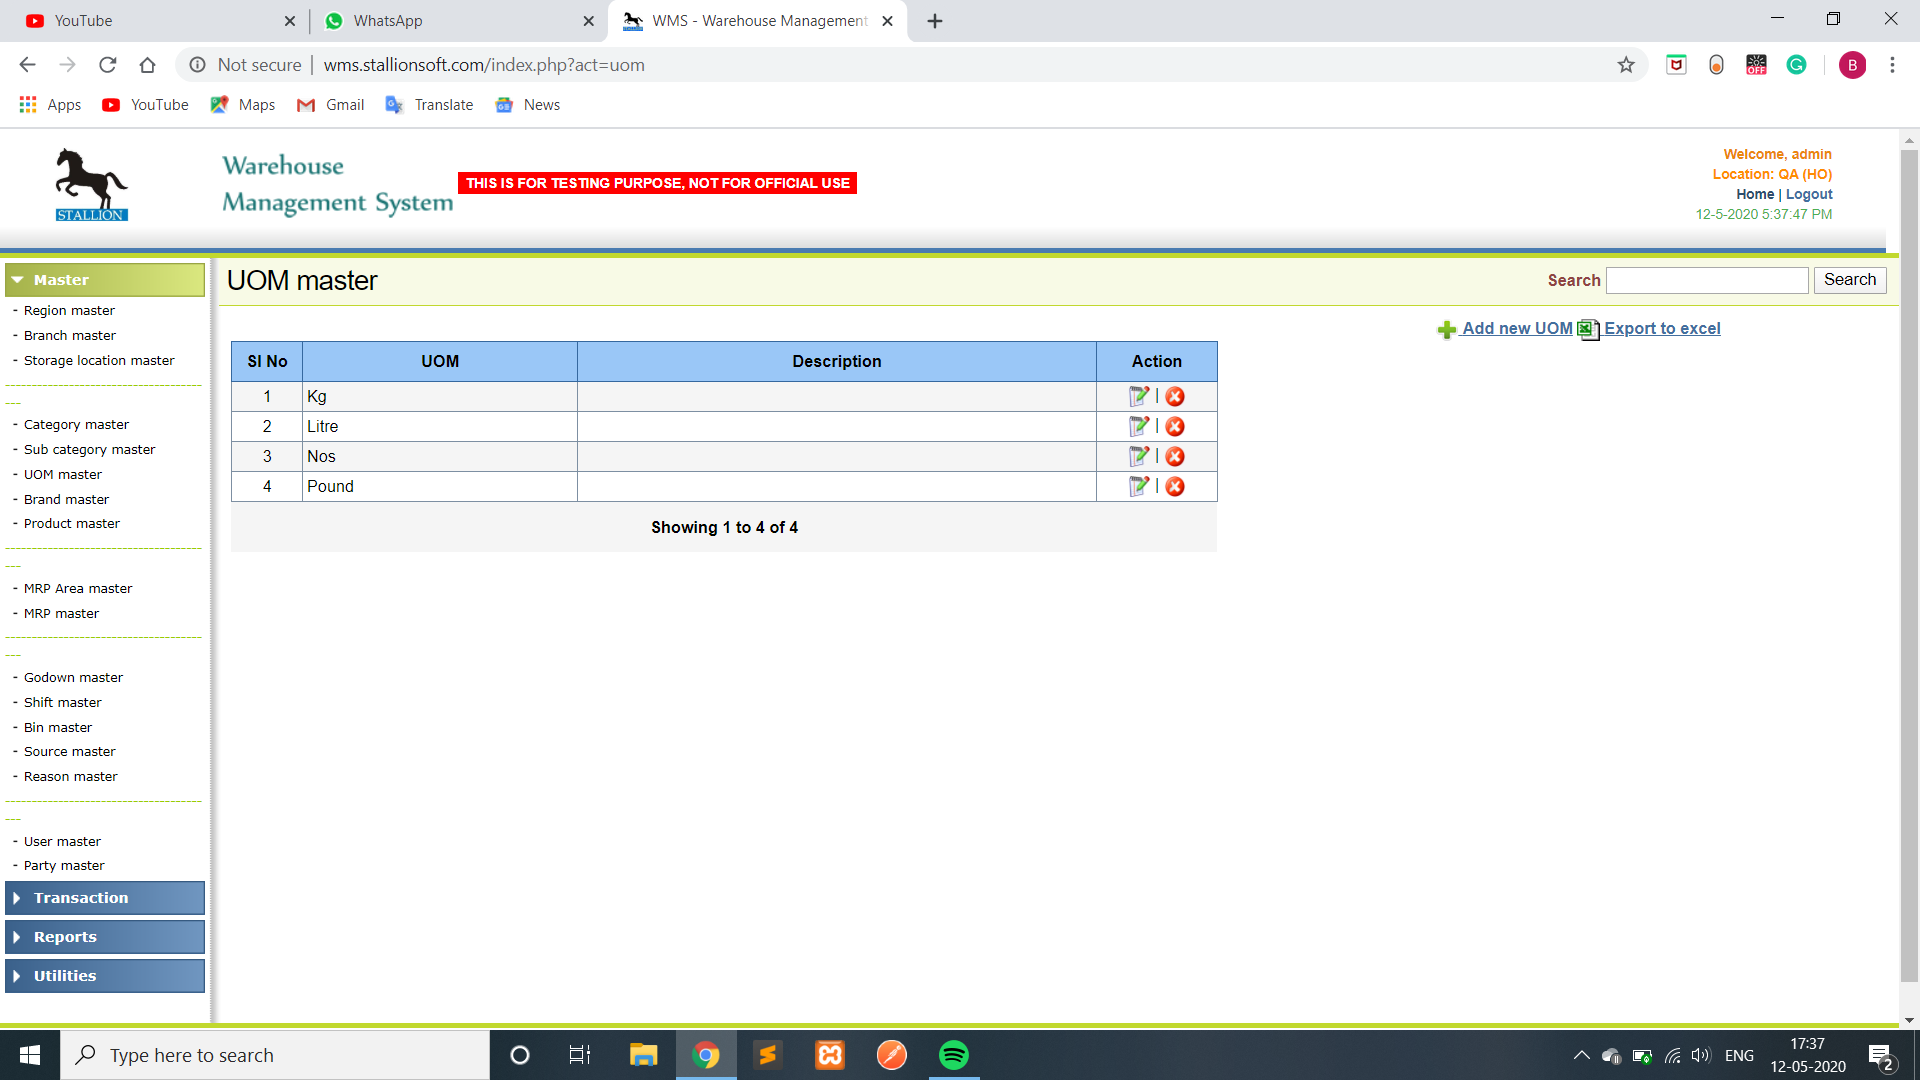 YouTube
WhatsApp
WMS - Warehouse Management
Not secure | wms.stallionsoft.com/index.php?act=uom
OFF
B
Apps
YouTube
Maps
Gmail
Translate
News
STALLION
Warehouse
Management System
THIS IS FOR TESTING PURPOSE, NOT FOR OFFICIAL USE
Welcome, admin
Location: QA (HO)
Home | Logout
12-5-2020 5:37:47 PM
Master
- Region master
- Branch master
- Storage location master
- Category master
- Sub category master
- UOM master
- Brand master
- Product master
- MRP Area master
- MRP master
- Godown master
- Shift master
- Bin master
- Source master
- Reason master
- User master
- Party master
Transaction
Reports
Utilities
UOM master
Search
Search
Add new UOM
Export to excel
Sl No UOM Description Action
1 Kg |
2 Litre |
3 Nos |
4 Pound |
Showing 1 to 4 of 4
Type here to search
ENG
17:37
12-05-2020
2